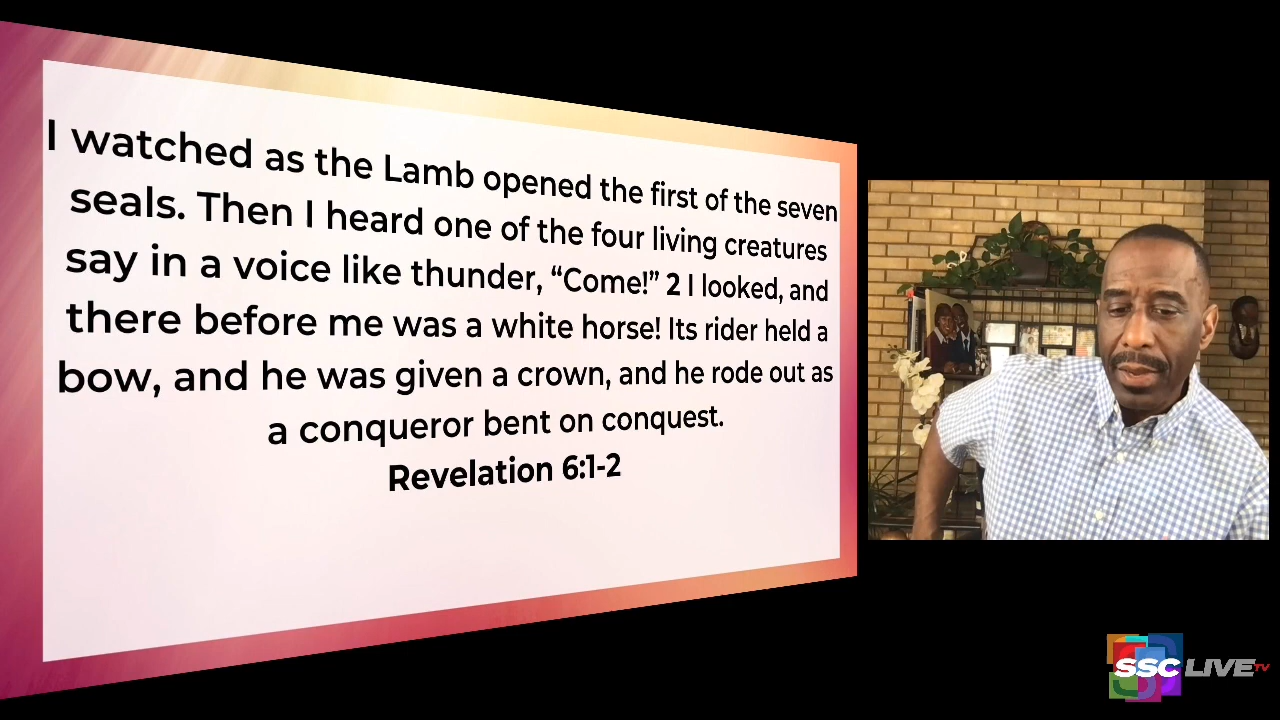 I watched as the Lamb opened the first of the seven
seals. Then I heard one of the four living creatures
say in a voice like thunder, “Come!” 2 I looked, and
there before me was a white horse! Its rider held a
bow, and he was given a crown, and he rode out as
a conqueror bent on conquest.
Revelation 6:1-2
SSC LIVE TV